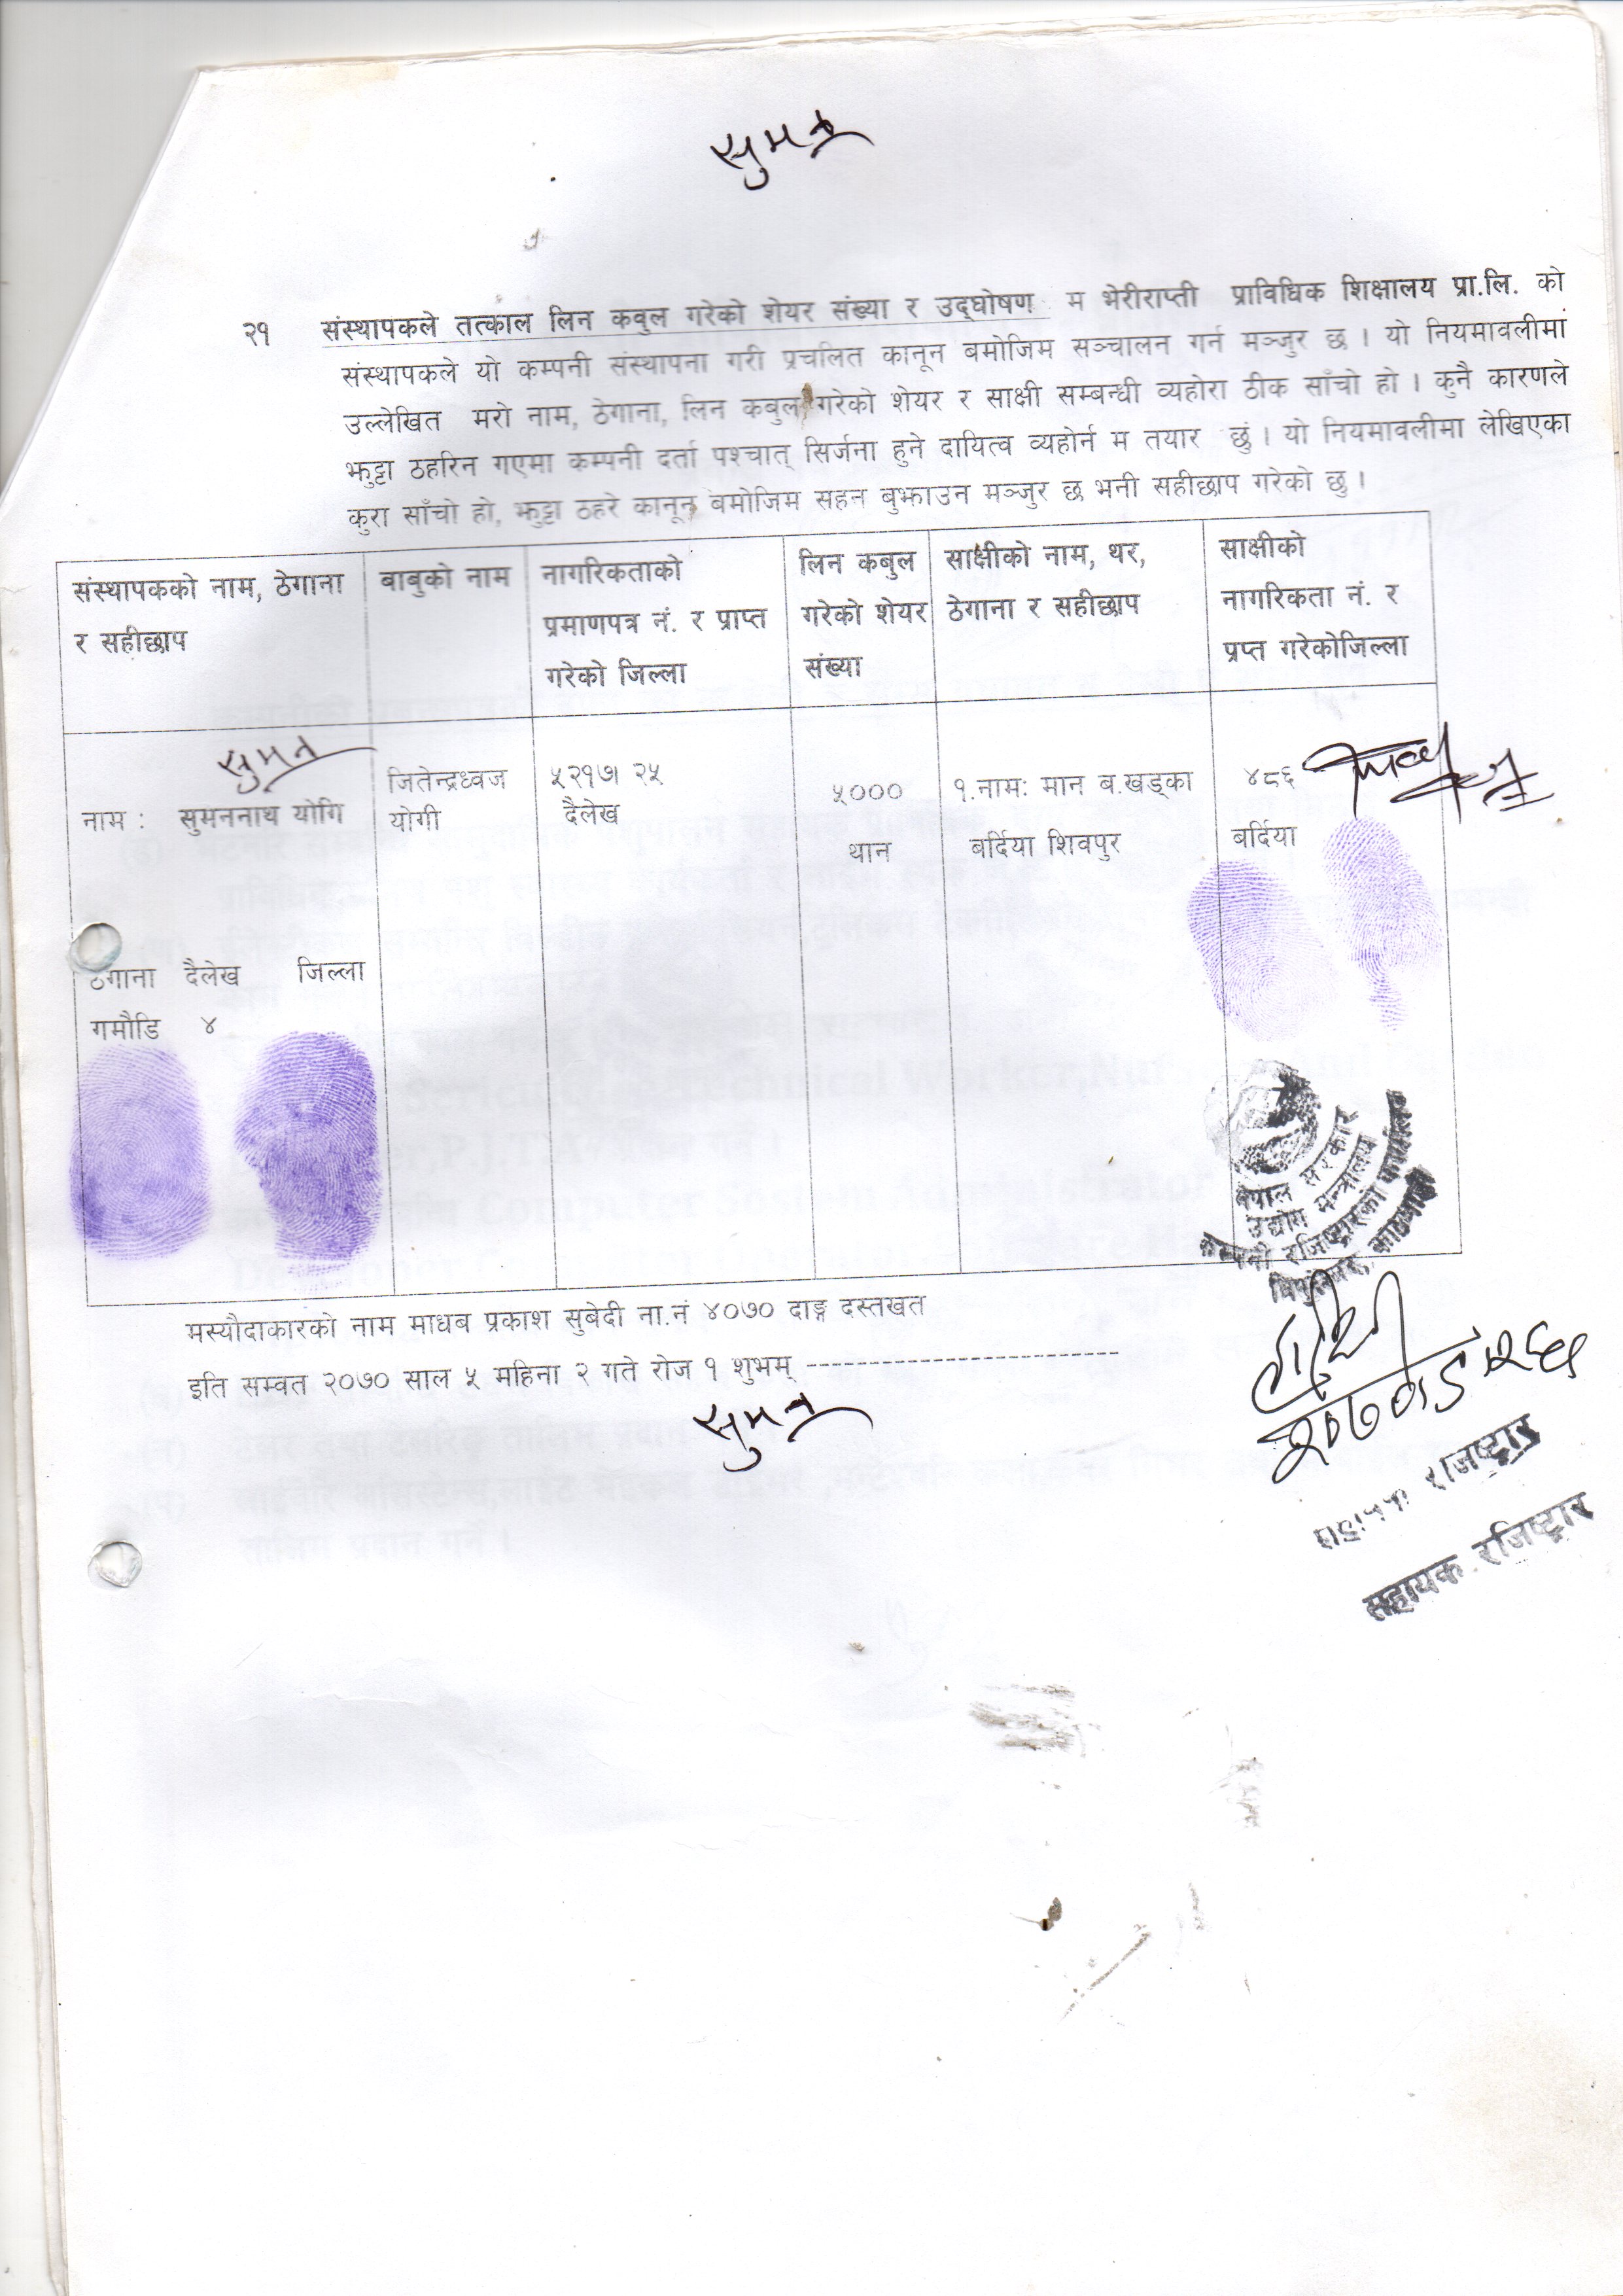 सुमन
२१ संस्थापकले तत्काल लिन कबुल गरेको शेयर संख्या र उद्घोषण म भेरीराप्ती प्राविधिक शिक्षालय प्रा.लि. को
संस्थापकले यो कम्पनी संस्थापना गरी प्रचलित कानून बमोजिम सञ्चालन गर्न मञ्जुर छ । यो नियमावलीमां
उल्लेखित मरो नाम, ठेगाना, लिन कबुल गरेको शेयर र साक्षी सम्बन्धी व्यहोरा ठीक साँचो हो । कुनै कारणले
झुट्टा ठहरिन गएमा कम्पनी दर्ता पश्चात् सिर्जना हुने दायित्व व्यहोर्न म तयार छुं । यो नियमावलीमा लेखिएका
कुरा साँचो हो, झुट्टा ठहरे कानून बमोजिम सहन बुझाउन मञ्जुर छ भनी सहीछाप गरेको छु ।
संस्थापकको नाम, ठेगाना र सहीछाप
बाबुको नाम
नागरिकताको प्रमाणपत्र नं. र प्राप्त गरेको जिल्ला
लिन कबुल गरेको शेयर संख्या
साक्षीको नाम, थर, ठेगाना र सहीछाप
साक्षीको नागरिकता नं. र प्रप्त गरेकोजिल्ला
सुमन
नाम : सुमननाथ योगि
ठेगाना दैलेख जिल्ला
गमौडि ४
जितेन्द्रध्वज
योगी
५२१७। २५
दैलेख
५०००
थान
१.नामः मान ब.खड्का
बर्दिया शिवपुर
४८६
बर्दिया
नेपाल सरकार
उद्योग मन्त्रालय
कम्पनी रजिष्ट्रारको कार्यालय
त्रिपुरेश्वर, काठमाडौं
मस्यौदाकारको नाम माधब प्रकाश सुबेदी ना.नं ४०७० दाङ्ग दस्तखत
इति सम्वत २०७० साल ५ महिना २ गते रोज १ शुभम् ----------------------------
सुमन
रजिष्ट्रार
सहायक रजिष्ट्रार